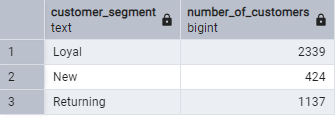 customer_segment number_of_customers
text bigint
1 Loyal 2339
2 New 424
3 Returning 1137